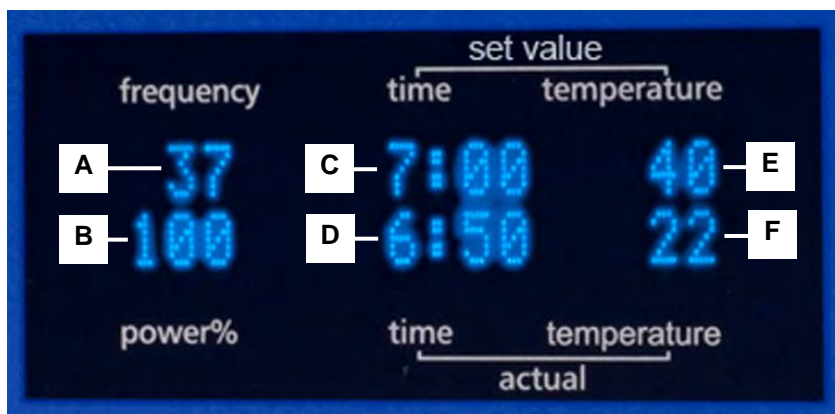 set value
frequency time temperature
A 37 C 7:00 40 E
B 100 D 6:50 22 F
power% time temperature
actual